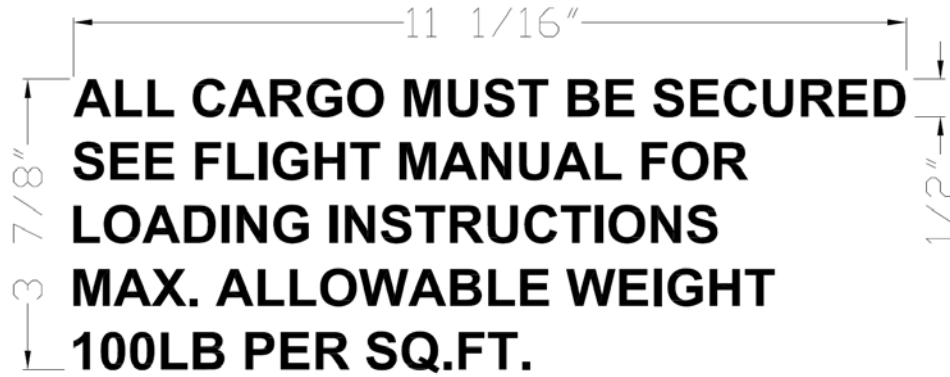 11 1/16"
ALL CARGO MUST BE SECURED
SEE FLIGHT MANUAL FOR
LOADING INSTRUCTIONS
MAX. ALLOWABLE WEIGHT
100LB PER SQ.FT.
3 7/8"
1/2"